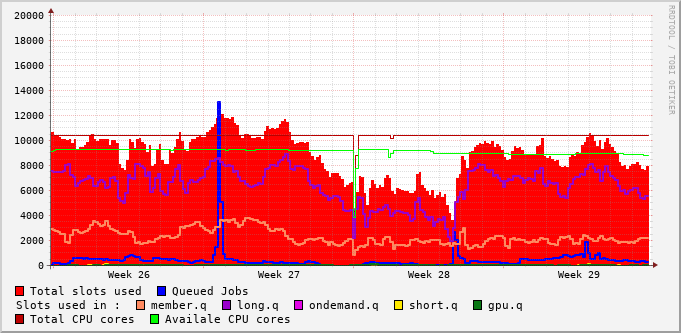 20000
18000
16000
14000
12000
10000
8000
6000
4000
2000
0
Week 26 Week 27 Week 28 Week 29
RRDTOOL / TOBI OETIKER
Total slots used Queued Jobs
Slots used in : member.q long.q ondemand.q short.q gpu.q
Total CPU cores Availale CPU cores